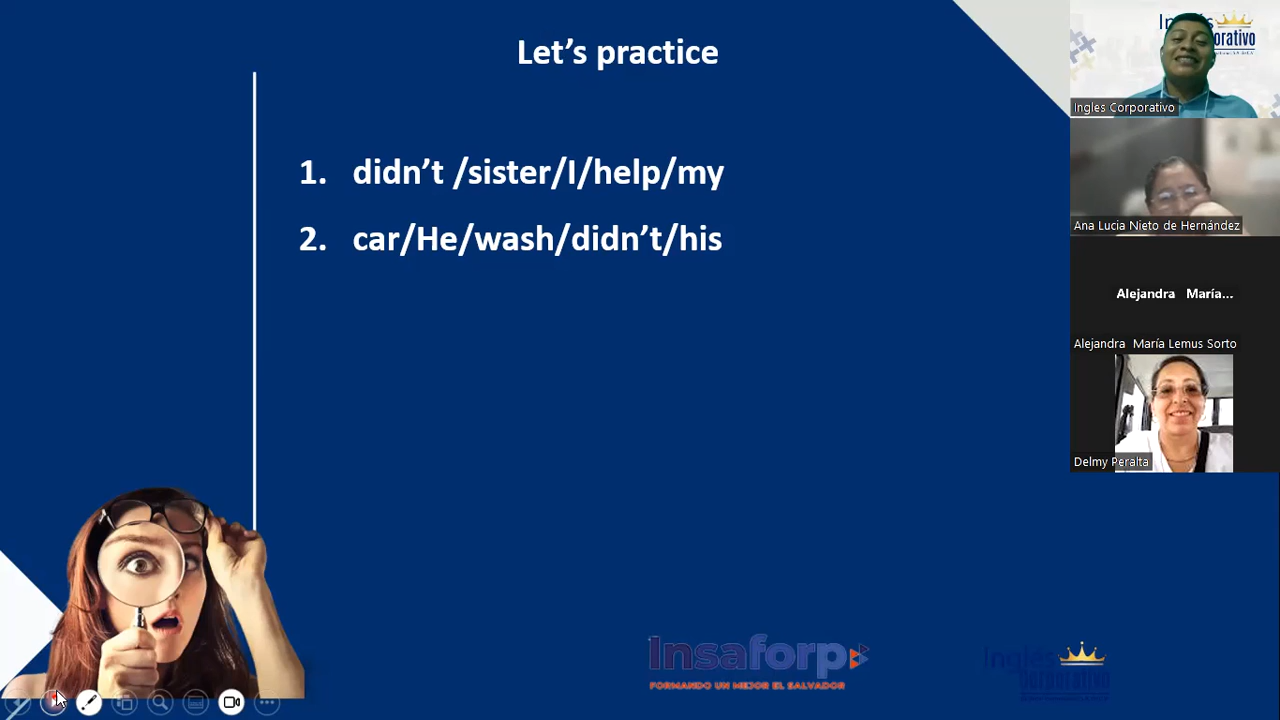 Let's practice
1. didn't /sister/I/help/my
2. car/He/wash/didn't/his
Ingles Corporativo
Ana Lucia Nieto de Hernández
Alejandra María...
Alejandra María Lemus Sorto
Delmy Peralta
Insaforp
FORMANDO UN MEJOR EL SALVADOR
Inglés
Corporativo